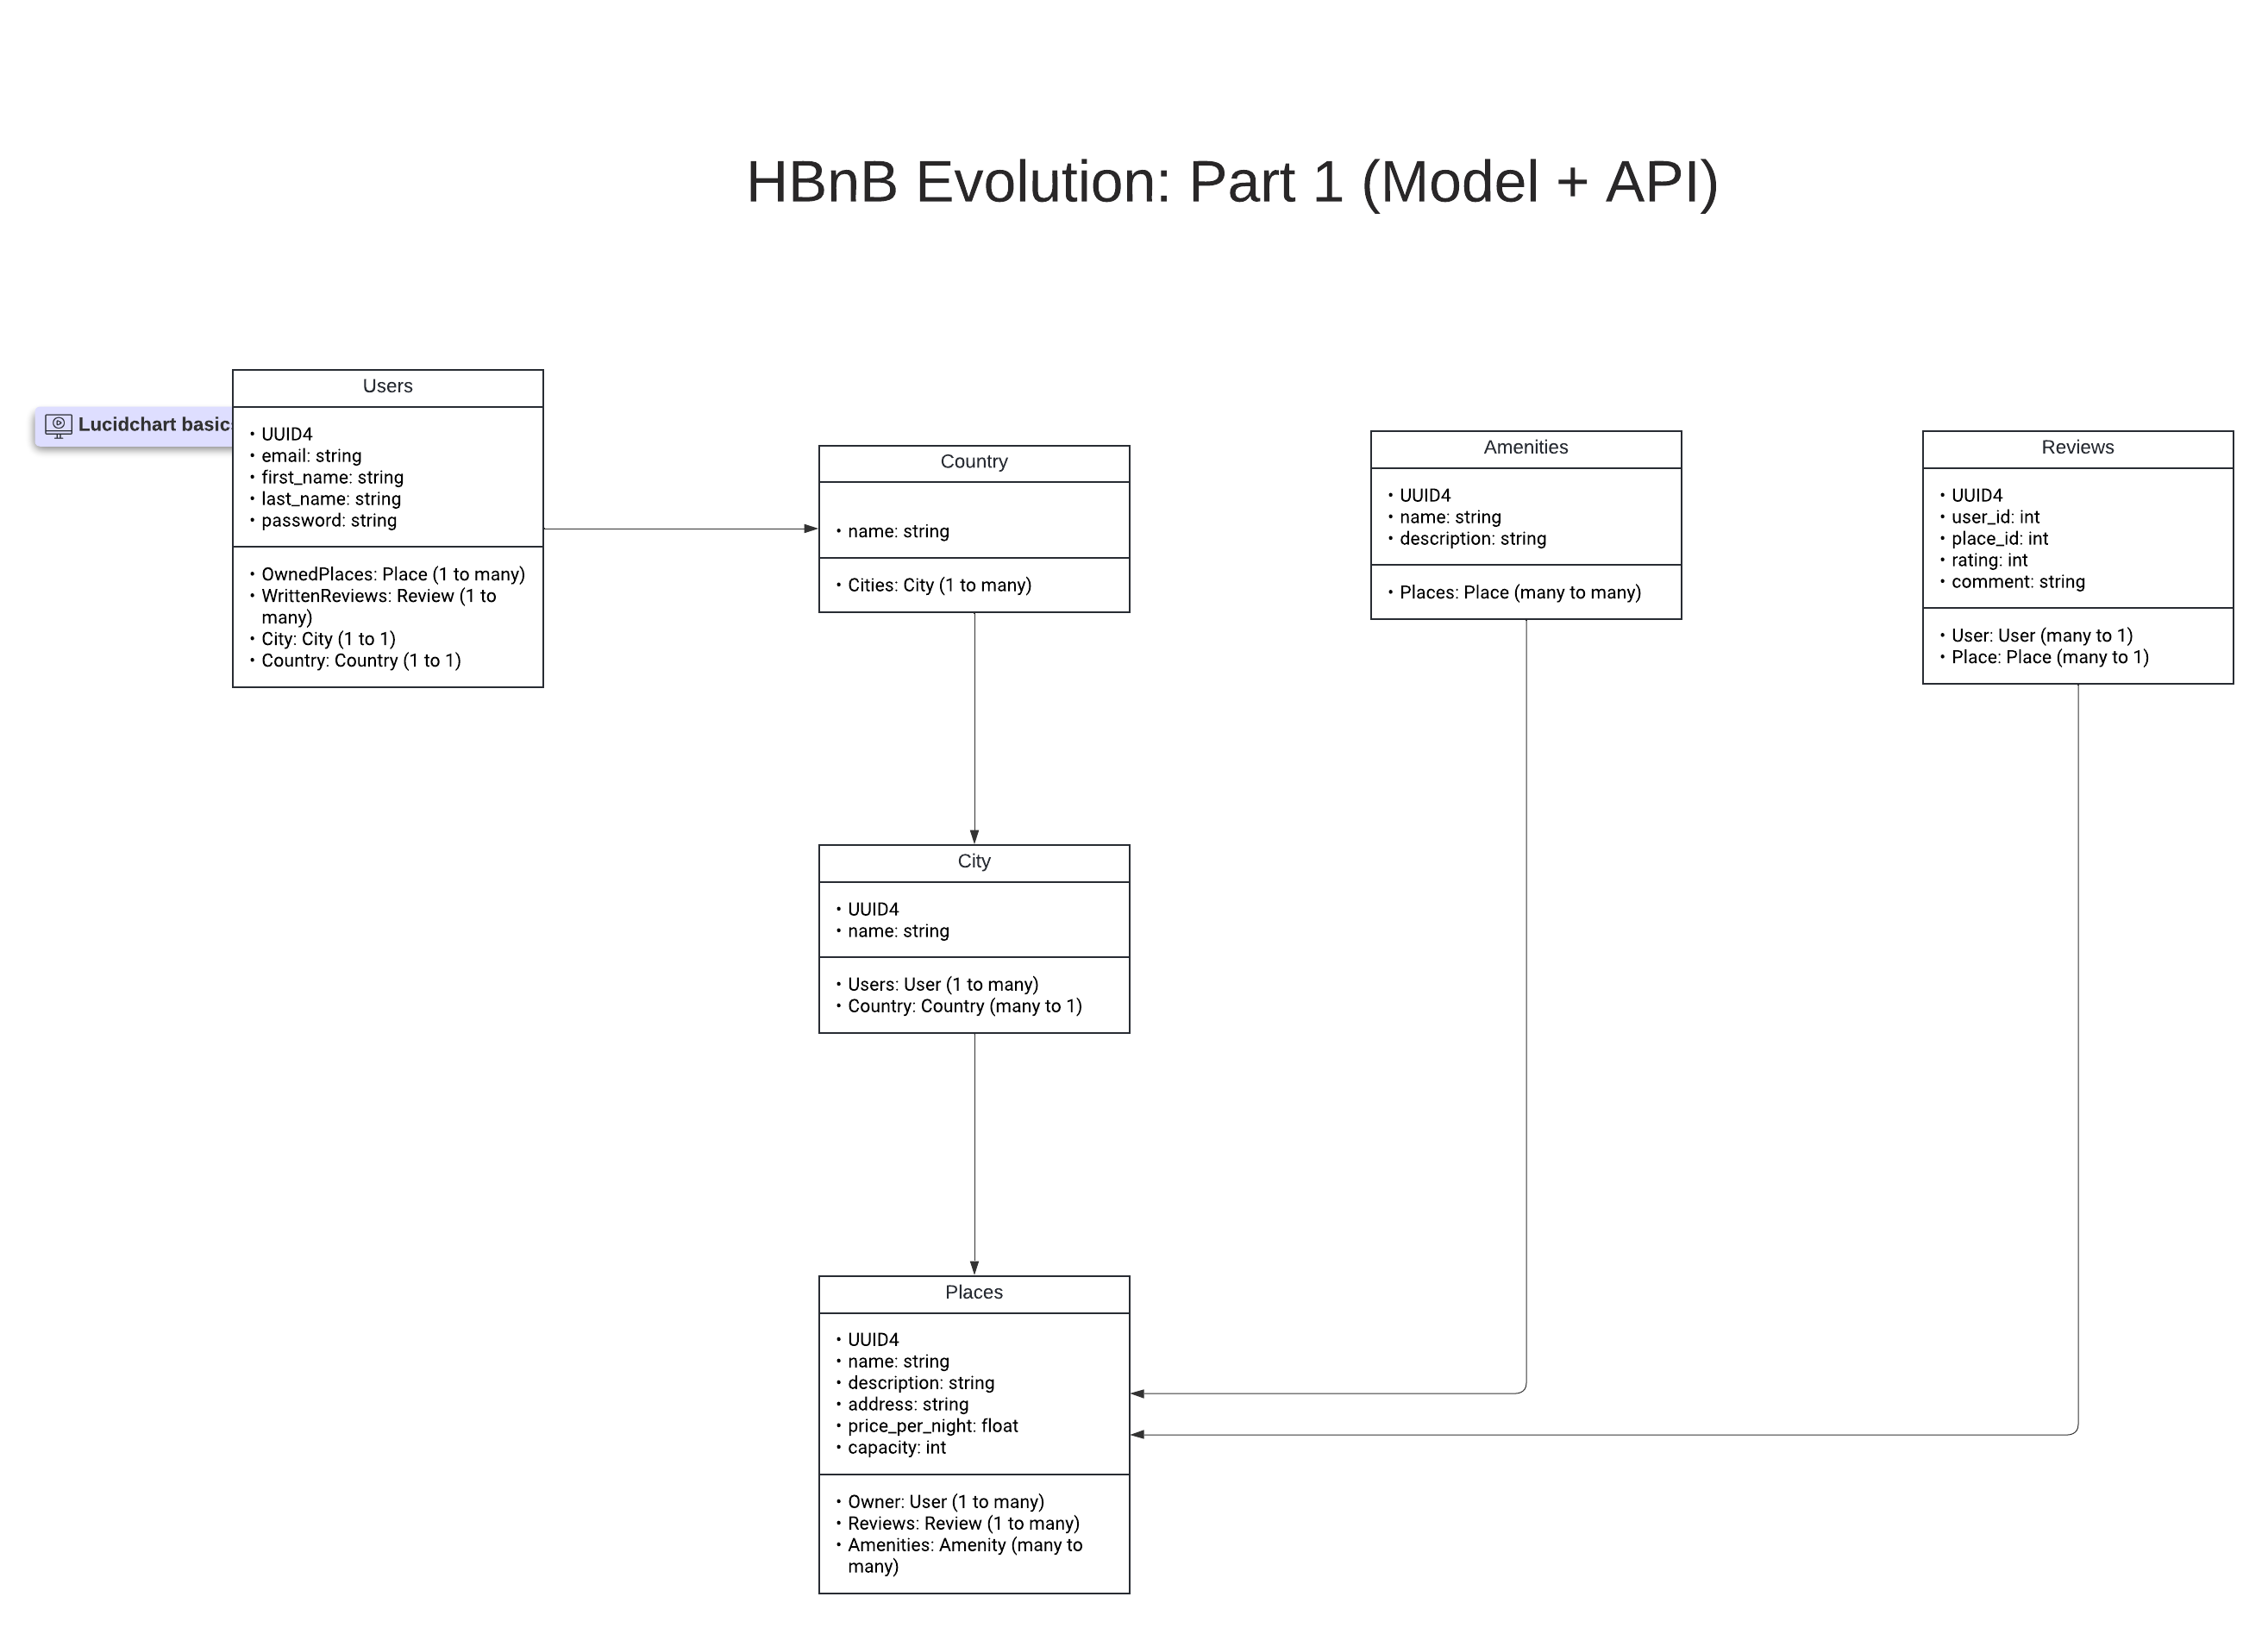 HBnB Evolution: Part 1 (Model + API)
Lucidchart basics
Users
• UUID4
• email: string
• first_name: string
• last_name: string
• password: string
• OwnedPlaces: Place (1 to many)
• WrittenReviews: Review (1 to
many)
• City: City (1 to 1)
• Country: Country (1 to 1)
Country
• name: string
• Cities: City (1 to many)
Amenities
• UUID4
• name: string
• description: string
• Places: Place (many to many)
Reviews
• UUID4
• user_id: int
• place_id: int
• rating: int
• comment: string
• User: User (many to 1)
• Place: Place (many to 1)
City
• UUID4
• name: string
• Users: User (1 to many)
• Country: Country (many to 1)
Places
• UUID4
• name: string
• description: string
• address: string
• price_per_night: float
• capacity: int
• Owner: User (1 to many)
• Reviews: Review (1 to many)
• Amenities: Amenity (many to
many)